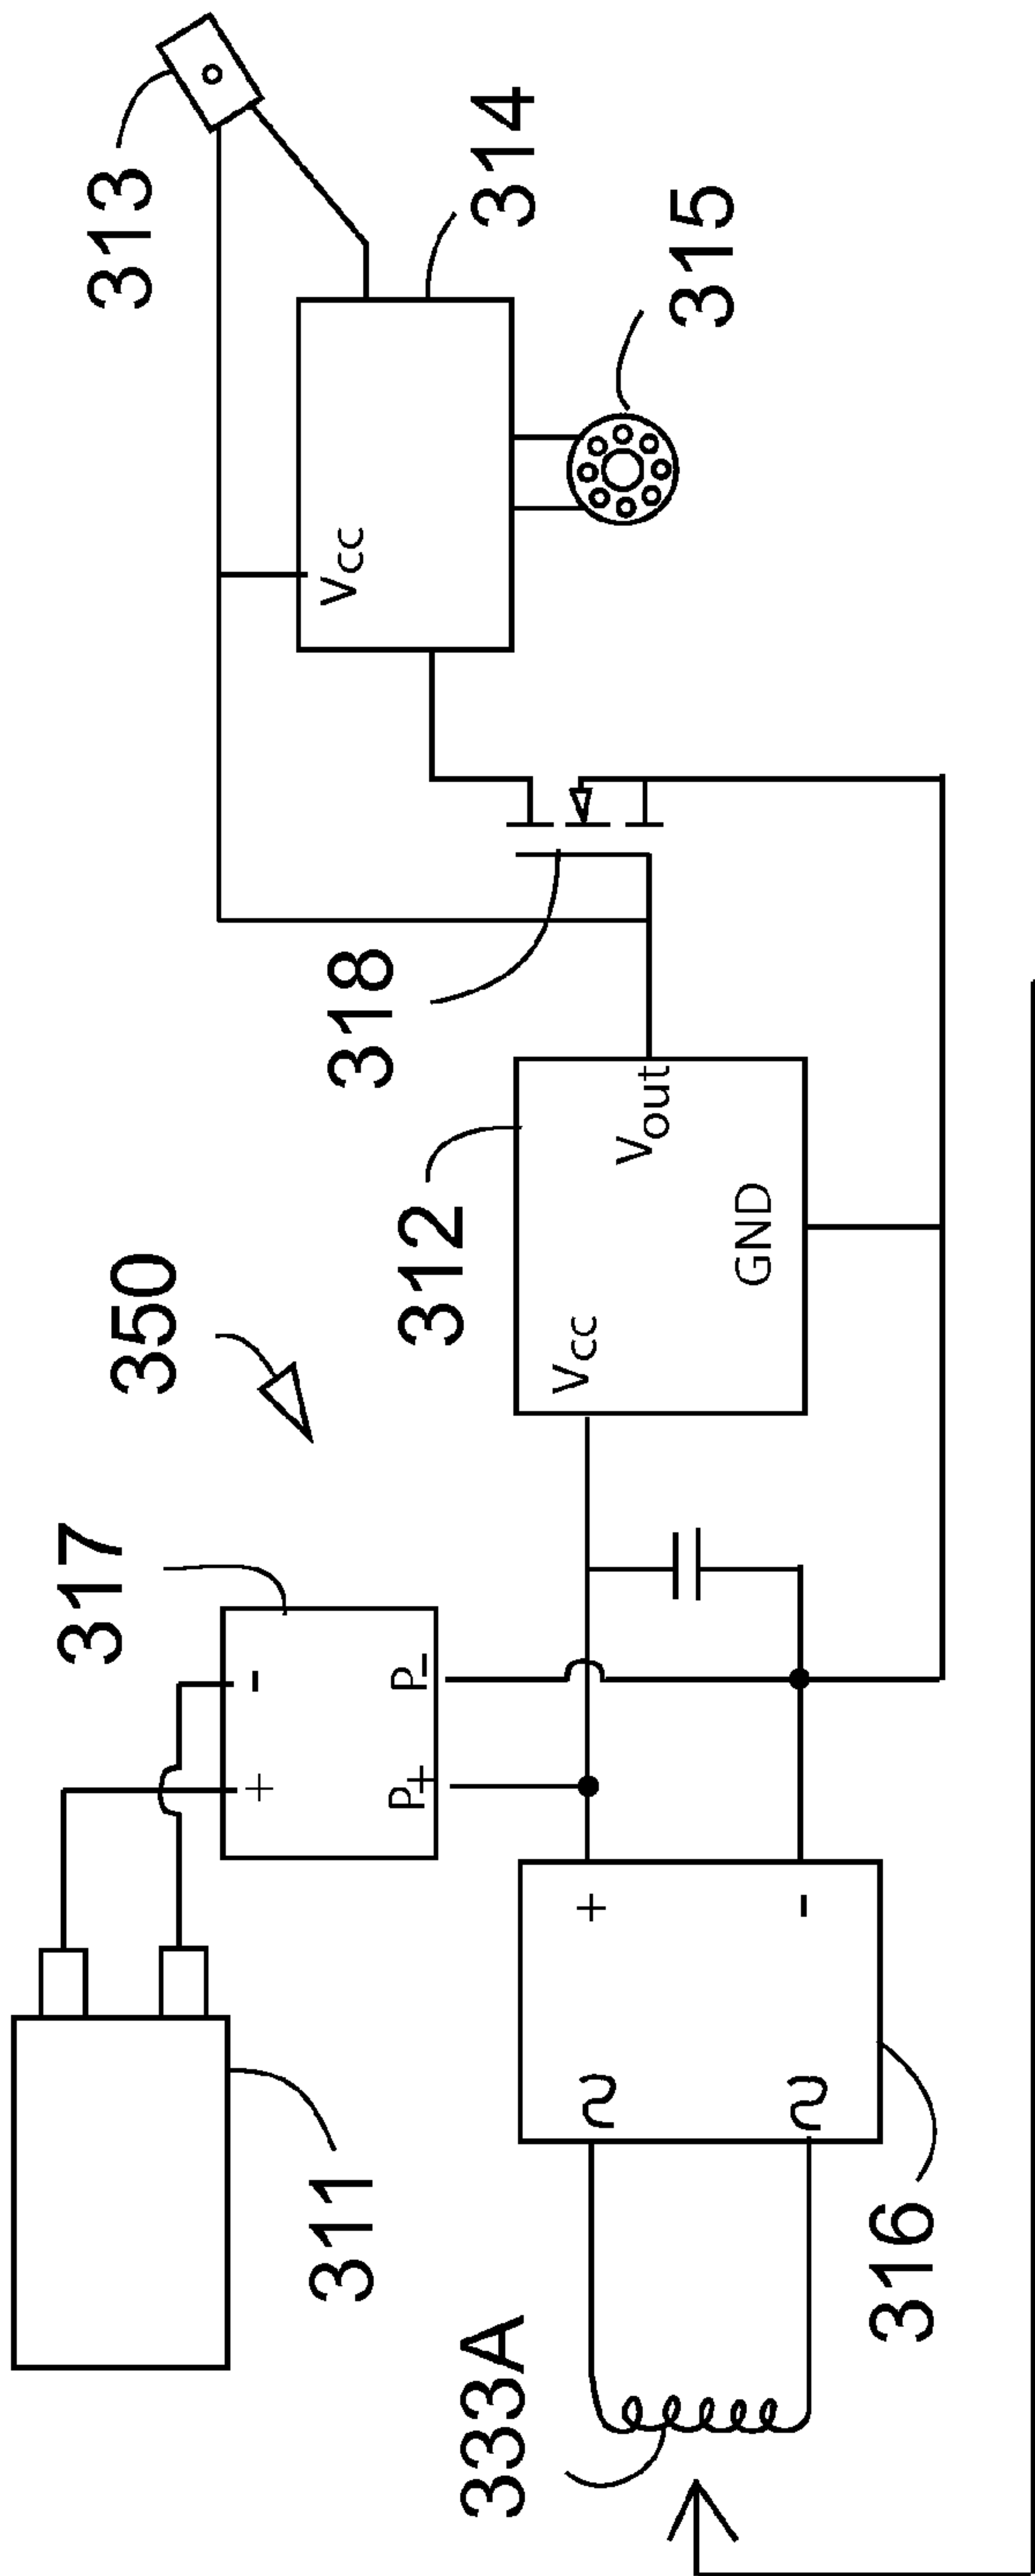 313
314
315
Vcc
318
312
Vout
GND
Vcc
350
317
+ -
P+ P-
311
+
-
316
333A